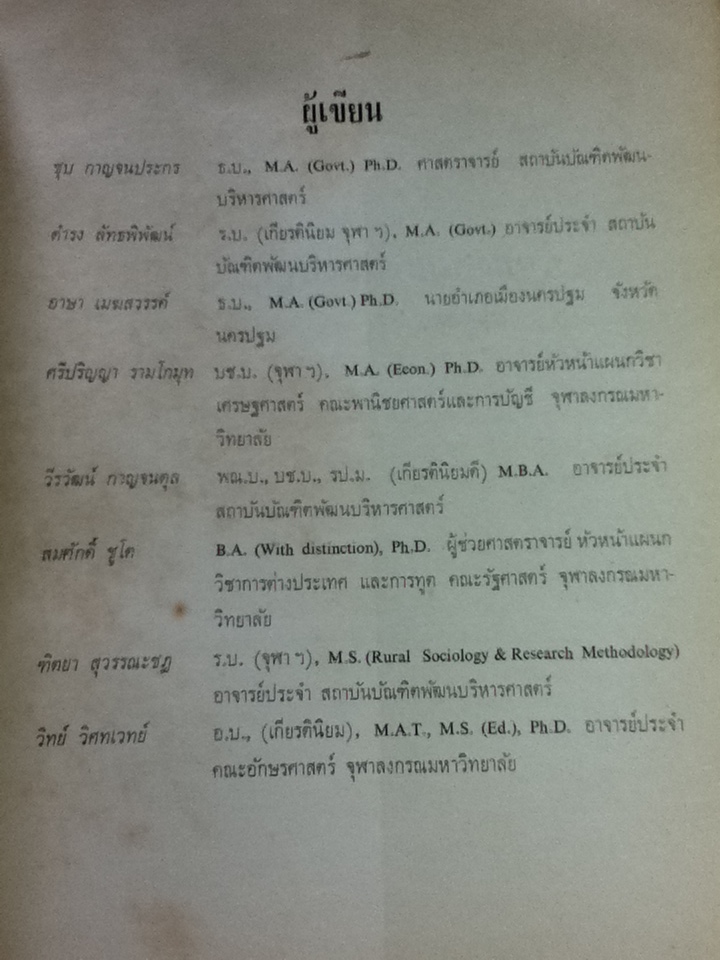 ผู้เขียน
ชุบ กาญจนประกร ธ.บ., M.A. (Govt.) Ph.D. ศาสตราจารย์ สถาบันบัณฑิตพัฒน-
บริหารศาสตร์
ดำรง ลัทธพิพัฒน์ ร.บ. (เกียรตินิยม จุฬาฯ), M.A. (Govt.) อาจารย์ประจำ สถาบัน
บัณฑิตพัฒนบริหารศาสตร์
อาษา เมฆสวรรค์ ธ.บ., M.A. (Govt.) Ph.D. นายอำเภอเมืองนครปฐม จังหวัด
นครปฐม
ศรีปริญญา รามโกมุท บช.บ. (จุฬาฯ), M.A. (Econ.) Ph.D. อาจารย์หัวหน้าแผนกวิชา
เศรษฐศาสตร์ คณะพานิชยศาสตร์และการบัญชี จุฬาลงกรณมหา-
วิทยาลัย
วีรวัฒน์ กาญจนดุล พณ.บ., บช.บ., รป.ม. (เกียรตินิยมดี) M.B.A. อาจารย์ประจำ
สถาบันบัณฑิตพัฒนบริหารศาสตร์
สมศักดิ์ ชูโต B.A. (With distinction), Ph.D. ผู้ช่วยศาสตราจารย์ หัวหน้าแผนก
วิชาการต่างประเทศ และการทูต คณะรัฐศาสตร์ จุฬาลงกรณมหา-
วิทยาลัย
ฑิตยา สุวรรณะชฎ ร.บ. (จุฬาฯ), M.S. (Rural Sociology & Research Methodology)
อาจารย์ประจำ สถาบันบัณฑิตพัฒนบริหารศาสตร์
วิทย์ วิศทเวทย์ อ.บ., (เกียรตินิยม), M.A.T., M.S. (Ed.), Ph.D. อาจารย์ประจำ
คณะอักษรศาสตร์ จุฬาลงกรณมหาวิทยาลัย